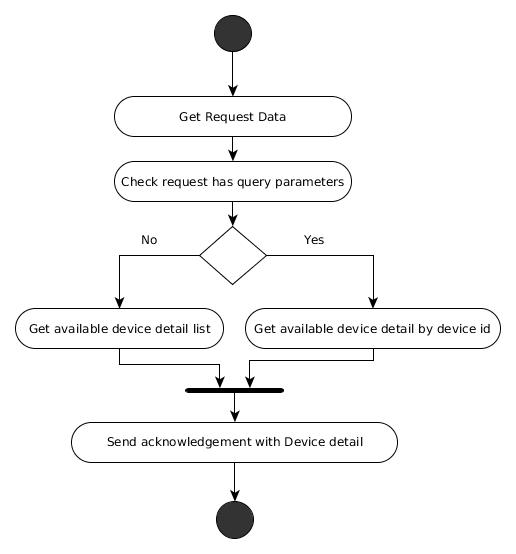 Get Request Data
Check request has query parameters
No
Yes
Get available device detail list
Get available device detail by device id
Send acknowledgement with Device detail